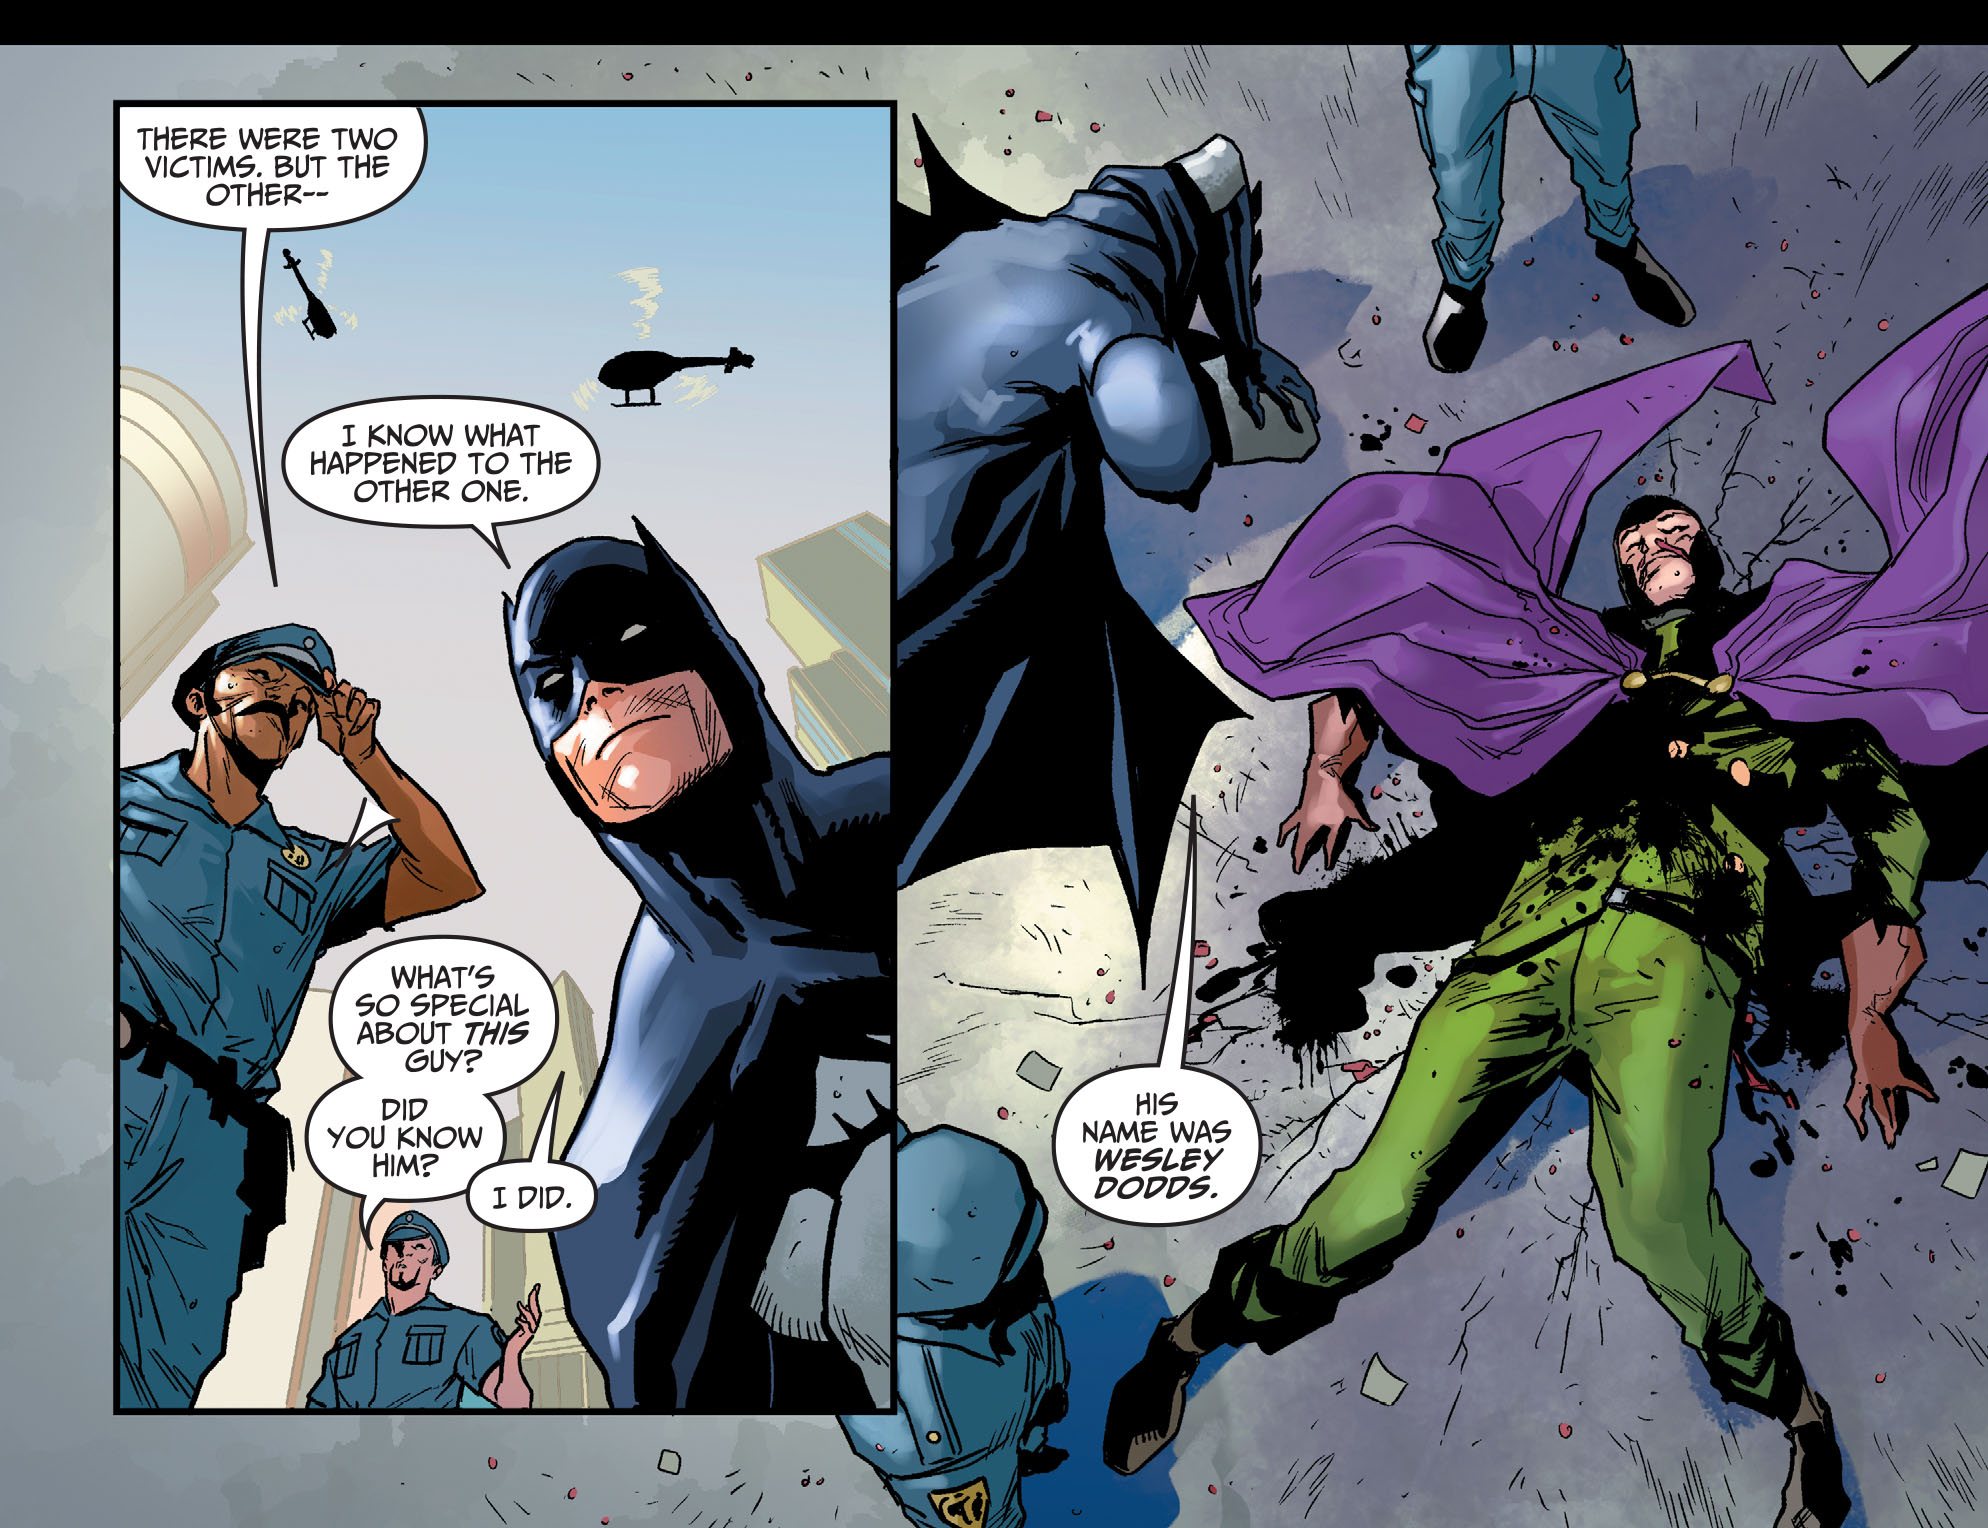 THERE WERE TWO
VICTIMS. BUT THE
OTHER--
I KNOW WHAT
HAPPENED TO THE
OTHER ONE.
WHAT'S
SO SPECIAL
ABOUT THIS
GUY?
DID
YOU KNOW
HIM?
I DID.
HIS
NAME WAS
WESLEY
DODDS.